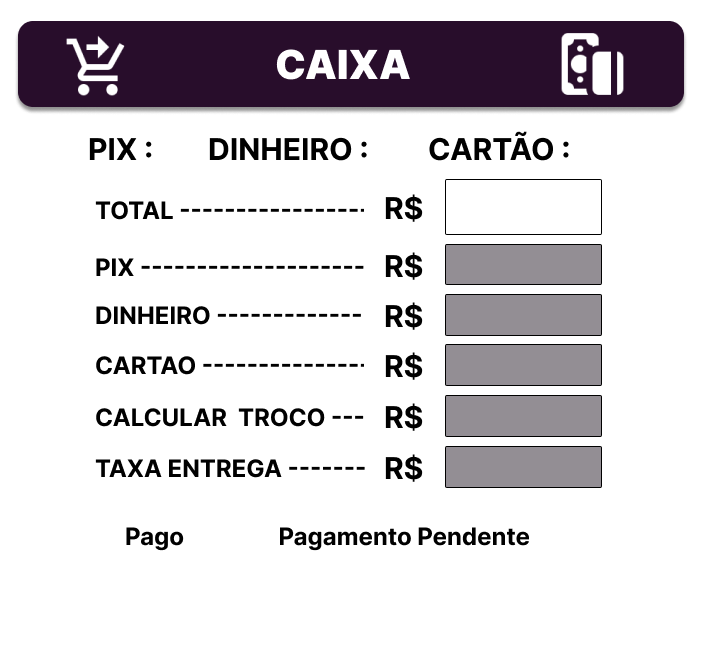 CAIXA
PIX : DINHEIRO : CARTÃO :
TOTAL ----------------- R$
PIX -------------------- R$
DINHEIRO ------------- R$
CARTAO --------------- R$
CALCULAR TROCO --- R$
TAXA ENTREGA ------- R$
Pago Pagamento Pendente